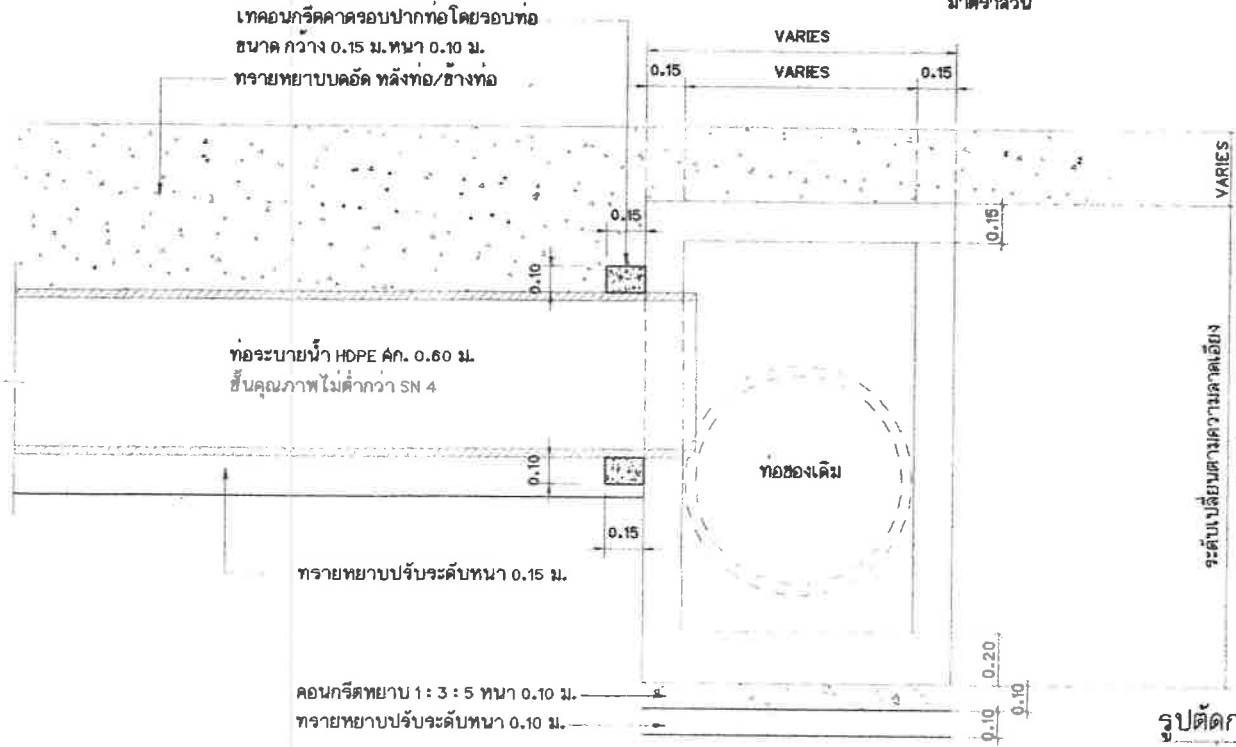 มาตราส่วน
เทคอนกรีตคาดรอบปากท่อโดยรอบท่อ
ขนาด กว้าง 0.15 ม.หนา 0.10 ม.
ทรายหยาบบดอัด หลังท่อ/ข้างท่อ
VARIES
0.15
VARIES
0.15
VARIES
0.15
0.15
0.10
ท่อระบายน้ำ HDPE ศก. 0.60 ม.
ชั้นคุณภาพไม่ต่ำกว่า SN 4
0.10
ท่อของเดิม
ระดับเปลี่ยนตามความลาดเอียง
0.15
ทรายหยาบปรับระดับหนา 0.15 ม.
0.20
คอนกรีตหยาบ 1 : 3 : 5 หนา 0.10 ม.
0.10
ทรายหยาบปรับระดับหนา 0.10 ม.
0.10
รูปตัด